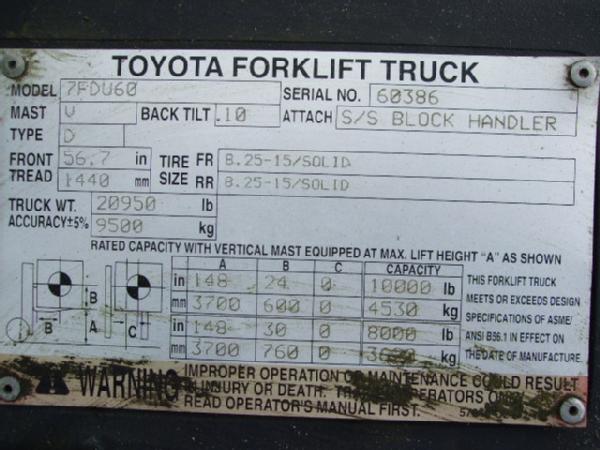 TOYOTA FORKLIFT TRUCK
MODEL 7FDU60 SERIAL NO. 60386
MAST V BACK TILT .10 ATTACH S/S BLOCK HANDLER
TYPE D
FRONT TREAD 56.7 in TIRE SIZE FR 8.25-15/SOLID
1440 mm RR 8.25-15/SOLID
TRUCK WT. 20950 lb
ACCURACY±5% 9500 kg
RATED CAPACITY WITH VERTICAL MAST EQUIPPED AT MAX. LIFT HEIGHT "A" AS SHOWN
A B C CAPACITY
in 148 24 0 10000 lb
mm 3700 600 0 4530 kg
in 148 30 0 8000 lb
mm 3700 760 0 kg
B
B A C
THIS FORKLIFT TRUCK
MEETS OR EXCEEDS DESIGN
SPECIFICATIONS OF ASME/
ANSI B56.1 IN EFFECT ON
THE DATE OF MANUFACTURE.
WARNING IMPROPER OPERATION OR MAINTENANCE COULD RESULT
IN INJURY OR DEATH. OPERATORS ONLY
READ OPERATOR'S MANUAL FIRST.